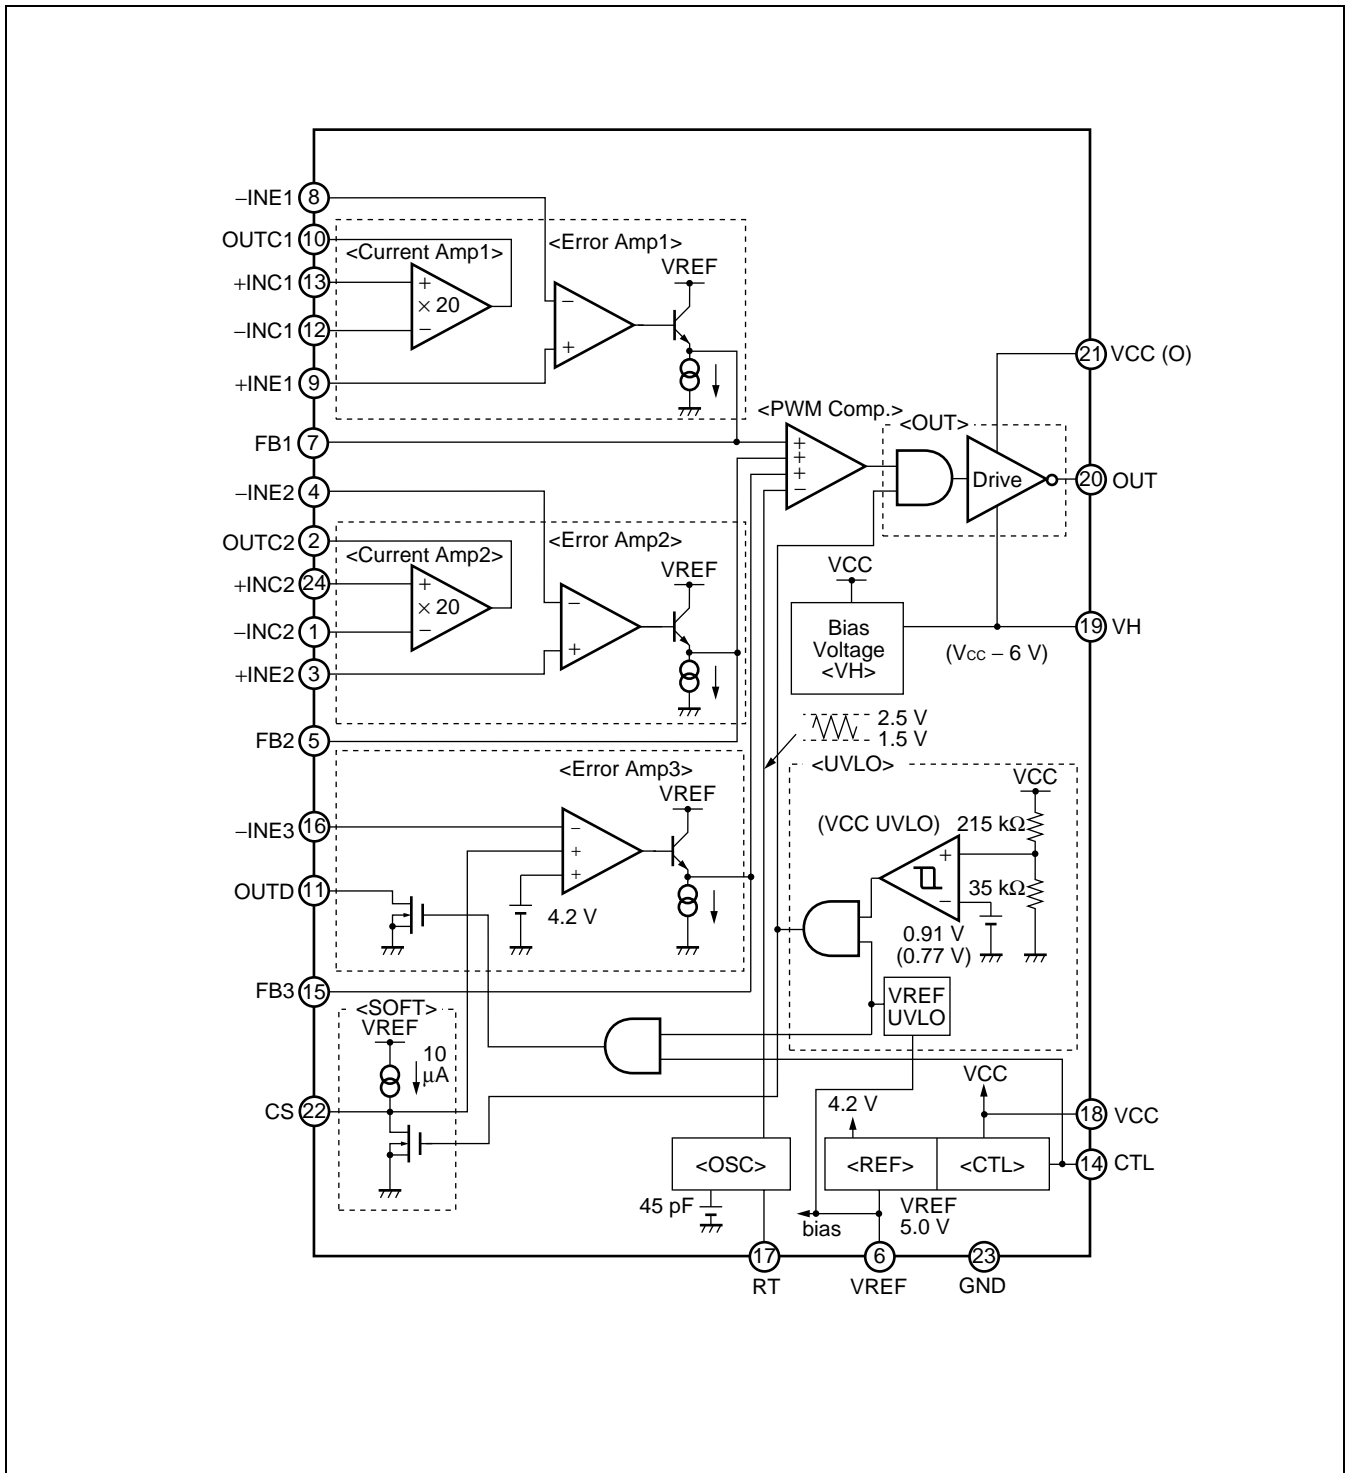 −INE1 8
OUTC1 10
+INC1 13
−INC1 12
+INE1 9
FB1 7
−INE2 4
OUTC2 2
+INC2 24
−INC2 1
+INE2 3
FB2 5
−INE3 16
OUTD 11
FB3 15
CS 22
<Current Amp1>
+
× 20
−
<Error Amp1>
VREF
−
+
<Current Amp2>
+
× 20
−
<Error Amp2>
VREF
−
+
<Error Amp3>
VREF
−
+
+
4.2 V
<SOFT>
VREF
10
μA
<PWM Comp.>
+
+
+
−
<OUT>
Drive
21 VCC (O)
20 OUT
VCC
Bias
Voltage
<VH>
(VCC − 6 V)
19 VH
2.5 V
1.5 V
<UVLO>
VCC
(VCC UVLO)
215 kΩ
+
35 kΩ
−
0.91 V
(0.77 V)
VREF
UVLO
VCC
4.2 V
18 VCC
14 CTL
<OSC>
<REF>
<CTL>
45 pF
bias
VREF
5.0 V
17
RT
6
VREF
23
GND